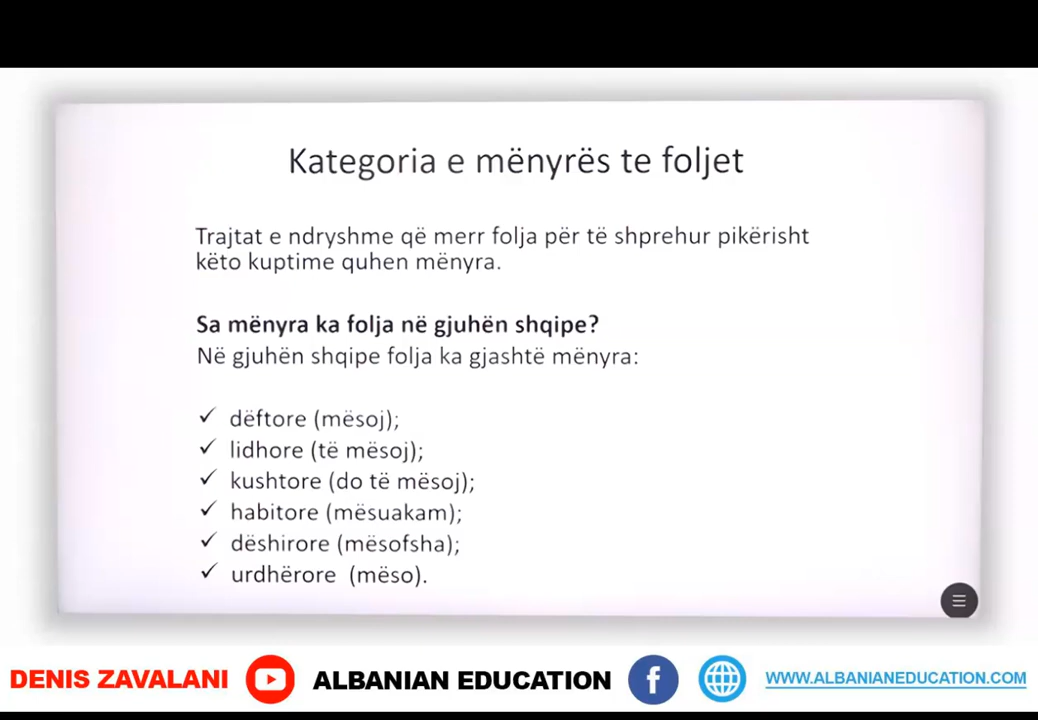 Kategoria e mënyrës te foljet
Trajtat e ndryshme që merr folja për të shprehur pikërisht
këto kuptime quhen mënyra.
Sa mënyra ka folja në gjuhën shqipe?
Në gjuhën shqipe folja ka gjashtë mënyra:
✓ dëftore (mësoj);
✓ lidhore (të mësoj);
✓ kushtore (do të mësoj);
✓ habitore (mësuakam);
✓ dëshirore (mësofsha);
✓ urdhërore (mëso).
DENIS ZAVALANI ALBANIAN EDUCATION f WWW.ALBANIANEDUCATION.COM